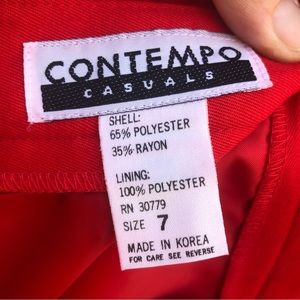 CONTEMPO
CASUALS
SHELL:
65% POLYESTER
35% RAYON
LINING:
100% POLYESTER
RN 30779
SIZE 7
MADE IN KOREA
FOR CARE SEE REVERSE